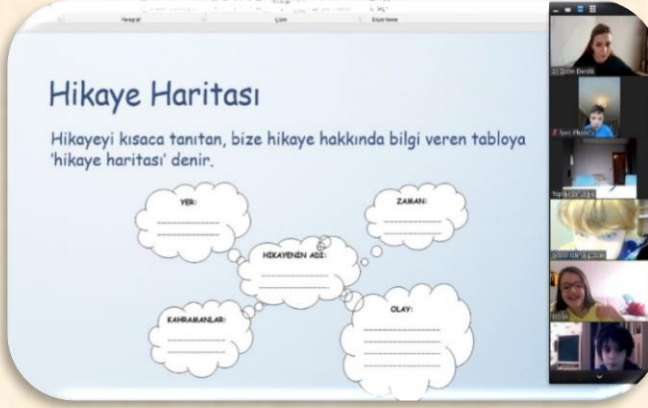 Hikaye Haritası
Hikayeyi kısaca tanıtan, bize hikaye hakkında bilgi veren tabloya
'hikaye haritası' denir.
YER:
ZAMAN:
HİKAYENİN ADI:
KAHRAMANLAR:
OLAY: